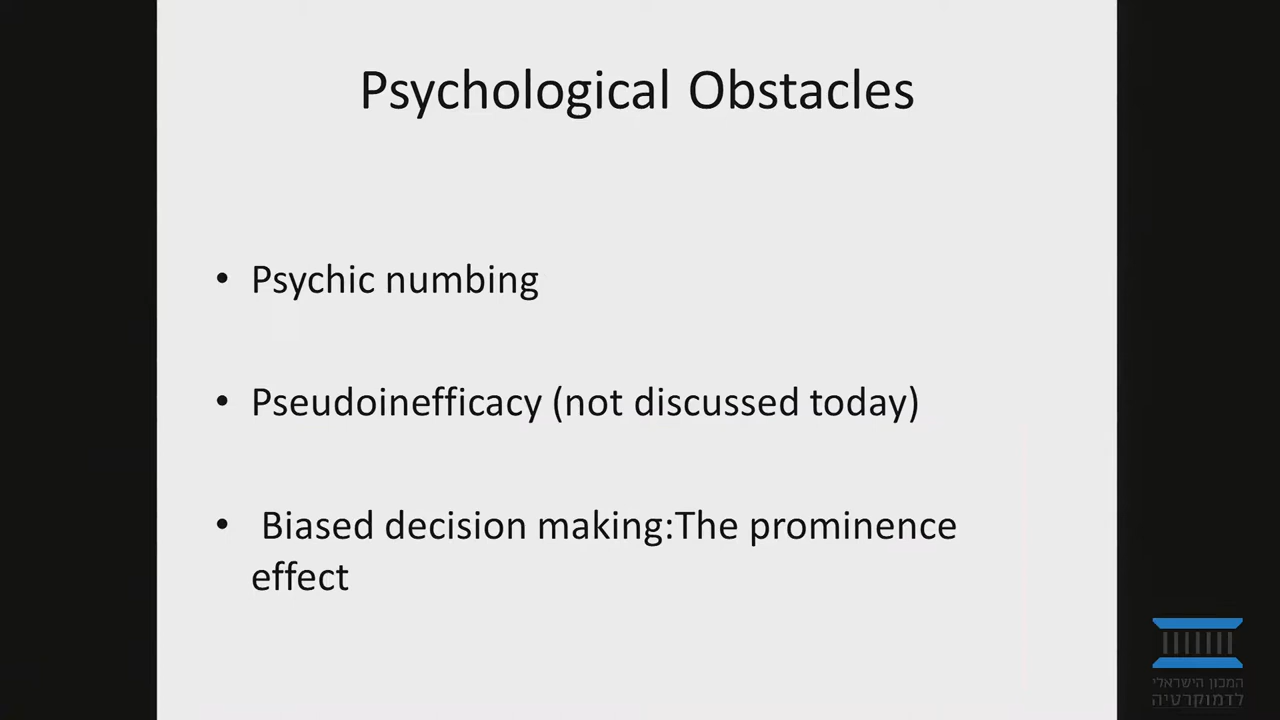 Psychological Obstacles
• Psychic numbing
• Pseudoinefficacy (not discussed today)
• Biased decision making:The prominence
effect
המכון הישראלי
לדמוקרטיה